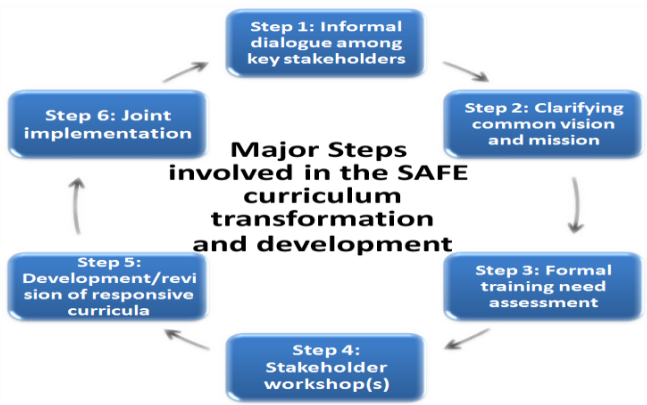 Step 1: Informal
dialogue among
key stakeholders
Step 2: Clarifying
common vision
and mission
Step 3: Formal
training need
assessment
Step 4:
Stakeholder
workshop(s)
Step 5:
Development/revi
sion of responsive
curricula
Step 6: Joint
implementation
Major Steps
involved in the SAFE
curriculum
transformation
and development